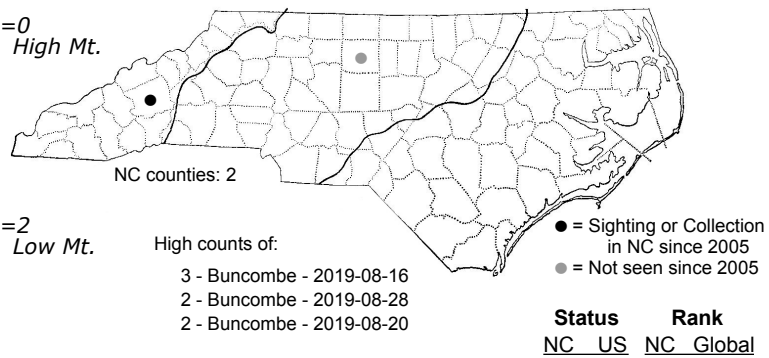 =0
High Mt.
NC counties: 2
=2
Low Mt.
High counts of:
3 - Buncombe - 2019-08-16
2 - Buncombe - 2019-08-28
2 - Buncombe - 2019-08-20
= Sighting or Collection
in NC since 2005
= Not seen since 2005
Status Rank
NC US NC Global